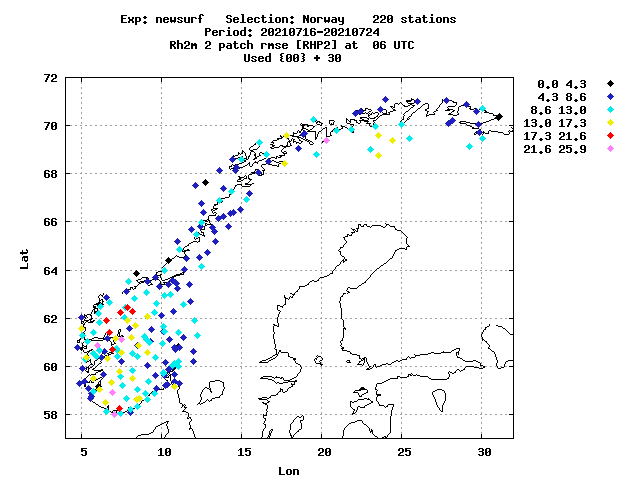 Exp: newsurf   Selection: Norway    220 stations
Period: 20210716-20210724
Rh2m 2 patch rmse [RHP2] at  06 UTC
Used {00} + 30
0.0 4.3
4.3 8.6
8.6 13.0
13.0 17.3
17.3 21.6
21.6 25.9
72
70
68
66
64
62
60
58
Lat
5 10 15 20 25 30
Lon